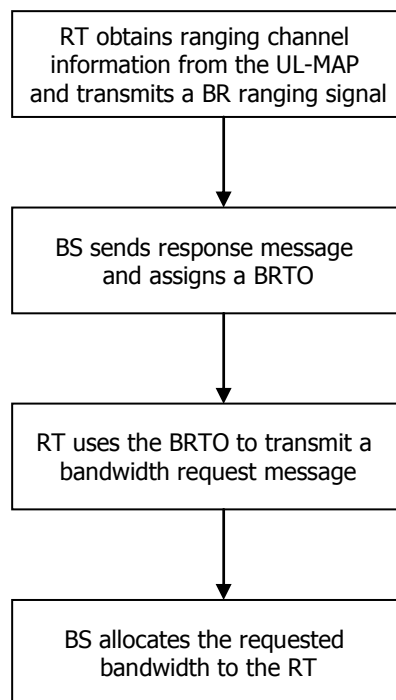 RT obtains ranging channel
information from the UL-MAP
and transmits a BR ranging signal
BS sends response message
and assigns a BRTO
RT uses the BRTO to transmit a
bandwidth request message
BS allocates the requested
bandwidth to the RT